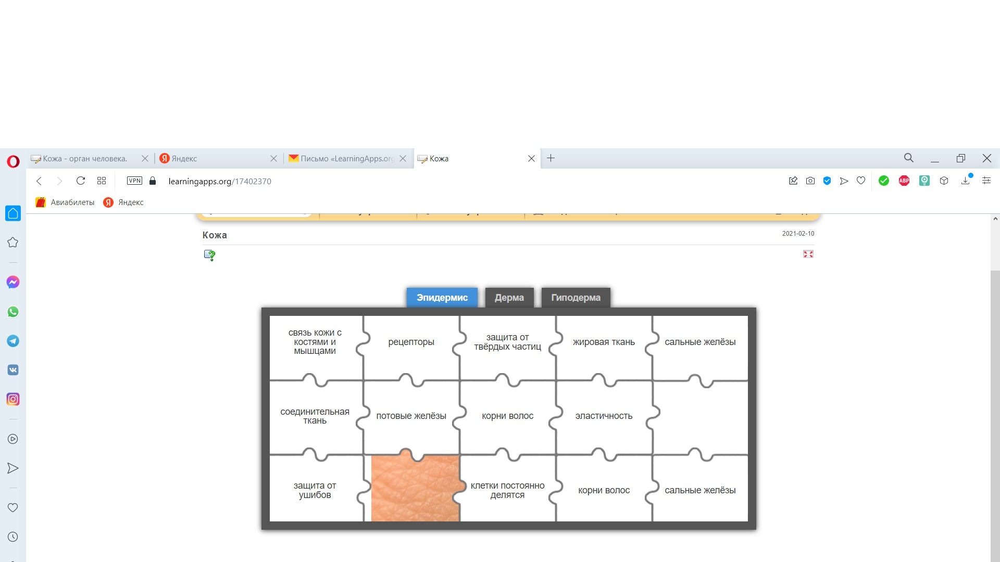 Кожа - орган человека.
Яндекс
Письмо «LearningApps.org
Кожа
VPN
learningapps.org/17402370
ABP
Авиабилеты
Яндекс
Кожа
2021-02-10
Эпидермис
Дерма
Гиподерма
связь кожи с
костями и
мышцами
рецепторы
защита от
твёрдых частиц
жировая ткань
сальные желёзы
соединительная
ткань
потовые желёзы
корни волос
эластичность
защита от
ушибов
клетки постоянно
делятся
корни волос
сальные желёзы